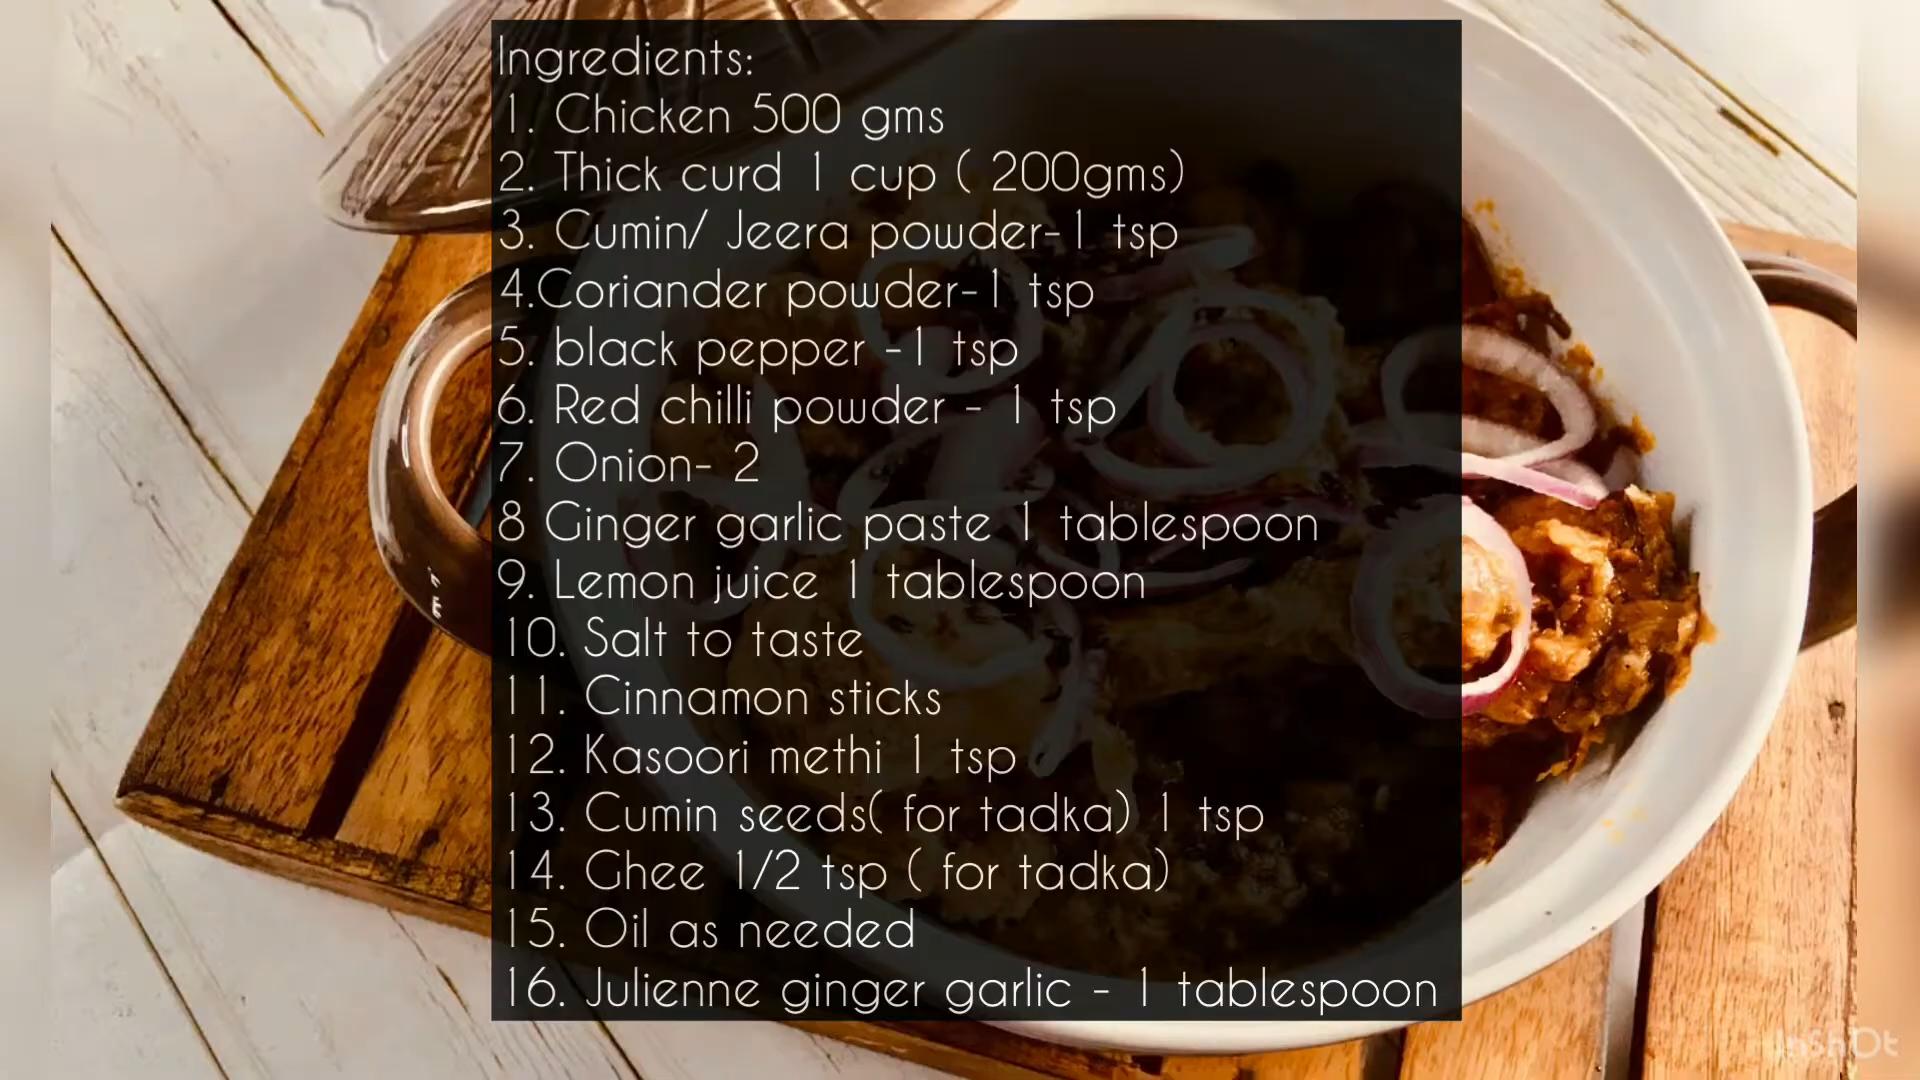 Ingredients:
1. Chicken 500 gms
2. Thick curd 1 cup ( 200gms)
3. Cumin/ Jeera powder-1 tsp
4.Coriander powder-1 tsp
5. black pepper -1 tsp
6. Red chilli powder - 1 tsp
7. Onion- 2
8 Ginger garlic paste 1 tablespoon
9. Lemon juice 1 tablespoon
10. Salt to taste
11. Cinnamon sticks
12. Kasoori methi 1 tsp
13. Cumin seeds( for tadka) 1 tsp
14. Ghee 1/2 tsp ( for tadka)
15. Oil as needed
16. Julienne ginger garlic - 1 tablespoon
InShOt